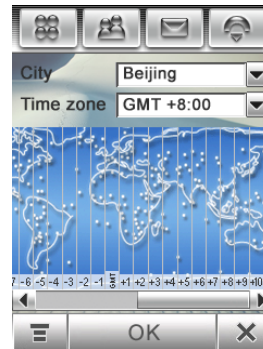 City Beijing
Time zone GMT +8:00
7 -6 -5 -4 -3 -2 -1 GMT +1 +2 +3 +4 +5 +6 +7 +8 +9 +10
OK